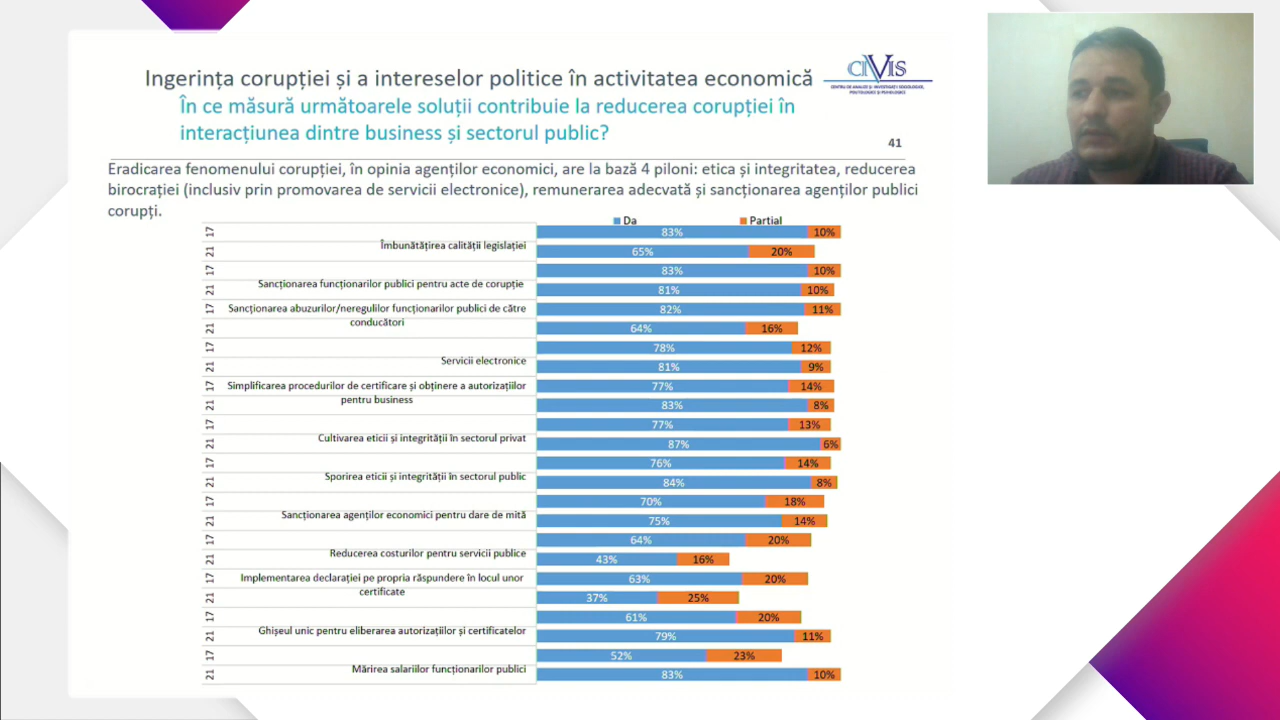 Ingerința corupției și a intereselor politice în activitatea economică
CIVIS
CENTRU DE ANALIZĂ ȘI INVESTIGAȚII SOCIOLOGICE,
POLITOLOGICE ȘI PSIHOLOGICE
În ce măsură următoarele soluții contribuie la reducerea corupției în
interacțiunea dintre business și sectorul public?
41
Eradicarea fenomenului corupției, în opinia agenților economici, are la bază 4 piloni: etica și integritatea, reducerea
birocrației (inclusiv prin promovarea de servicii electronice), remunerarea adecvată și sancționarea agenților publici
corupți.
Da Partial
17 83% 10%
Îmbunătățirea calității legislației
21 65% 20%
17 83% 10%
Sancționarea funcționarilor publici pentru acte de corupție
21 81% 10%
17 82% 11%
Sancționarea abuzurilor/neregulilor funcționarilor publici de către
conducători
21 64% 16%
17 78% 12%
Servicii electronice
21 81% 9%
17 77% 14%
Simplificarea procedurilor de certificare și obținere a autorizațiilor
pentru business
21 83% 8%
17 77% 13%
Cultivarea eticii și integrității în sectorul privat
21 87% 6%
17 76% 14%
Sporirea eticii și integrității în sectorul public
21 84% 8%
17 70% 18%
Sancționarea agenților economici pentru dare de mită
21 75% 14%
17 64% 20%
Reducerea costurilor pentru servicii publice
21 43% 16%
17 63% 20%
Implementarea declarației pe propria răspundere în locul unor
certificate
21 37% 25%
17 61% 20%
Ghișeul unic pentru eliberarea autorizațiilor și certificatelor
21 79% 11%
17 52% 23%
Mărirea salariilor funcționarilor publici
21 83% 10%